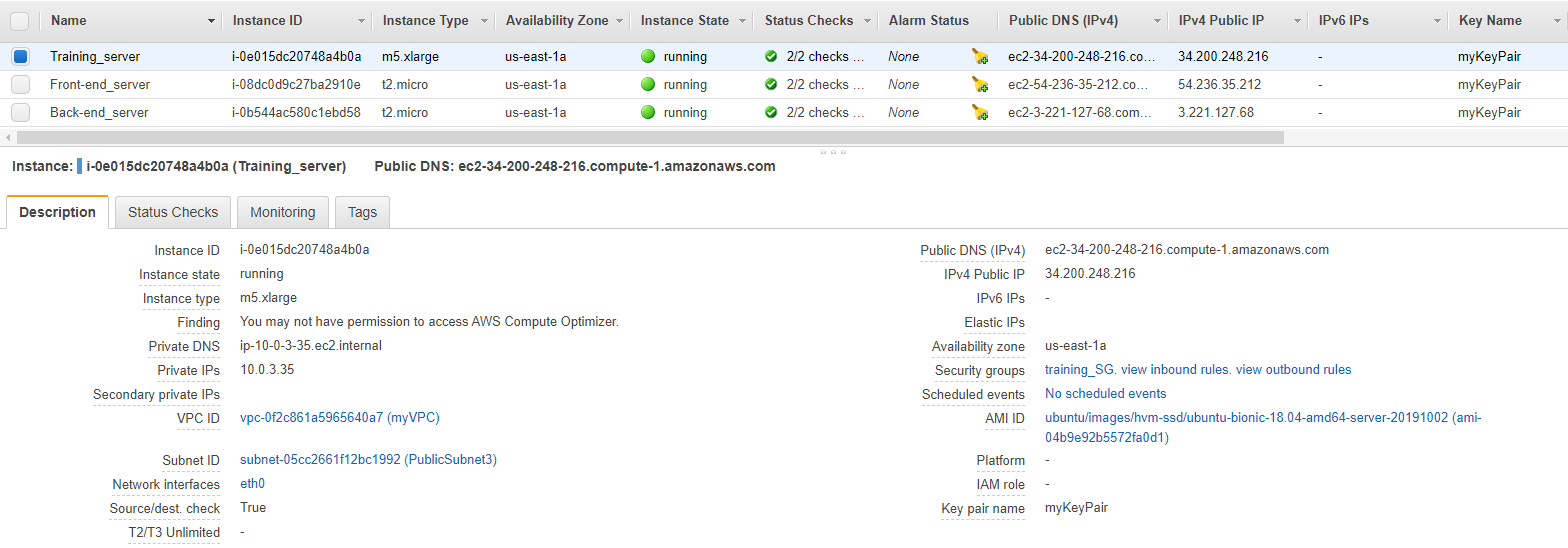 Name Instance ID Instance Type Availability Zone Instance State Status Checks Alarm Status Public DNS (IPv4) IPv4 Public IP IPv6 IPs Key Name
Training_server i-0e015dc20748a4b0a m5.xlarge us-east-1a running 2/2 checks ... None ec2-34-200-248-216.co... 34.200.248.216 - myKeyPair
Front-end_server i-08dc0d9c27ba2910e t2.micro us-east-1a running 2/2 checks ... None ec2-54-236-35-212.co... 54.236.35.212 - myKeyPair
Back-end_server i-0b544ac580c1ebd58 t2.micro us-east-1a running 2/2 checks ... None ec2-3-221-127-68.com... 3.221.127.68 - myKeyPair
Instance: i-0e015dc20748a4b0a (Training_server) Public DNS: ec2-34-200-248-216.compute-1.amazonaws.com
Description Status Checks Monitoring Tags
Instance ID i-0e015dc20748a4b0a Public DNS (IPv4) ec2-34-200-248-216.compute-1.amazonaws.com
Instance state running IPv4 Public IP 34.200.248.216
Instance type m5.xlarge IPv6 IPs -
Finding You may not have permission to access AWS Compute Optimizer. Elastic IPs
Private DNS ip-10-0-3-35.ec2.internal Availability zone us-east-1a
Private IPs 10.0.3.35 Security groups training_SG. view inbound rules. view outbound rules
Secondary private IPs Scheduled events No scheduled events
VPC ID vpc-0f2c861a5965640a7 (myVPC) AMI ID ubuntu/images/hvm-ssd/ubuntu-bionic-18.04-amd64-server-20191002 (ami-
04b9e92b5572fa0d1)
Subnet ID subnet-05cc2661f12bc1992 (PublicSubnet3) Platform -
Network interfaces eth0 IAM role -
Source/dest. check True Key pair name myKeyPair
T2/T3 Unlimited -